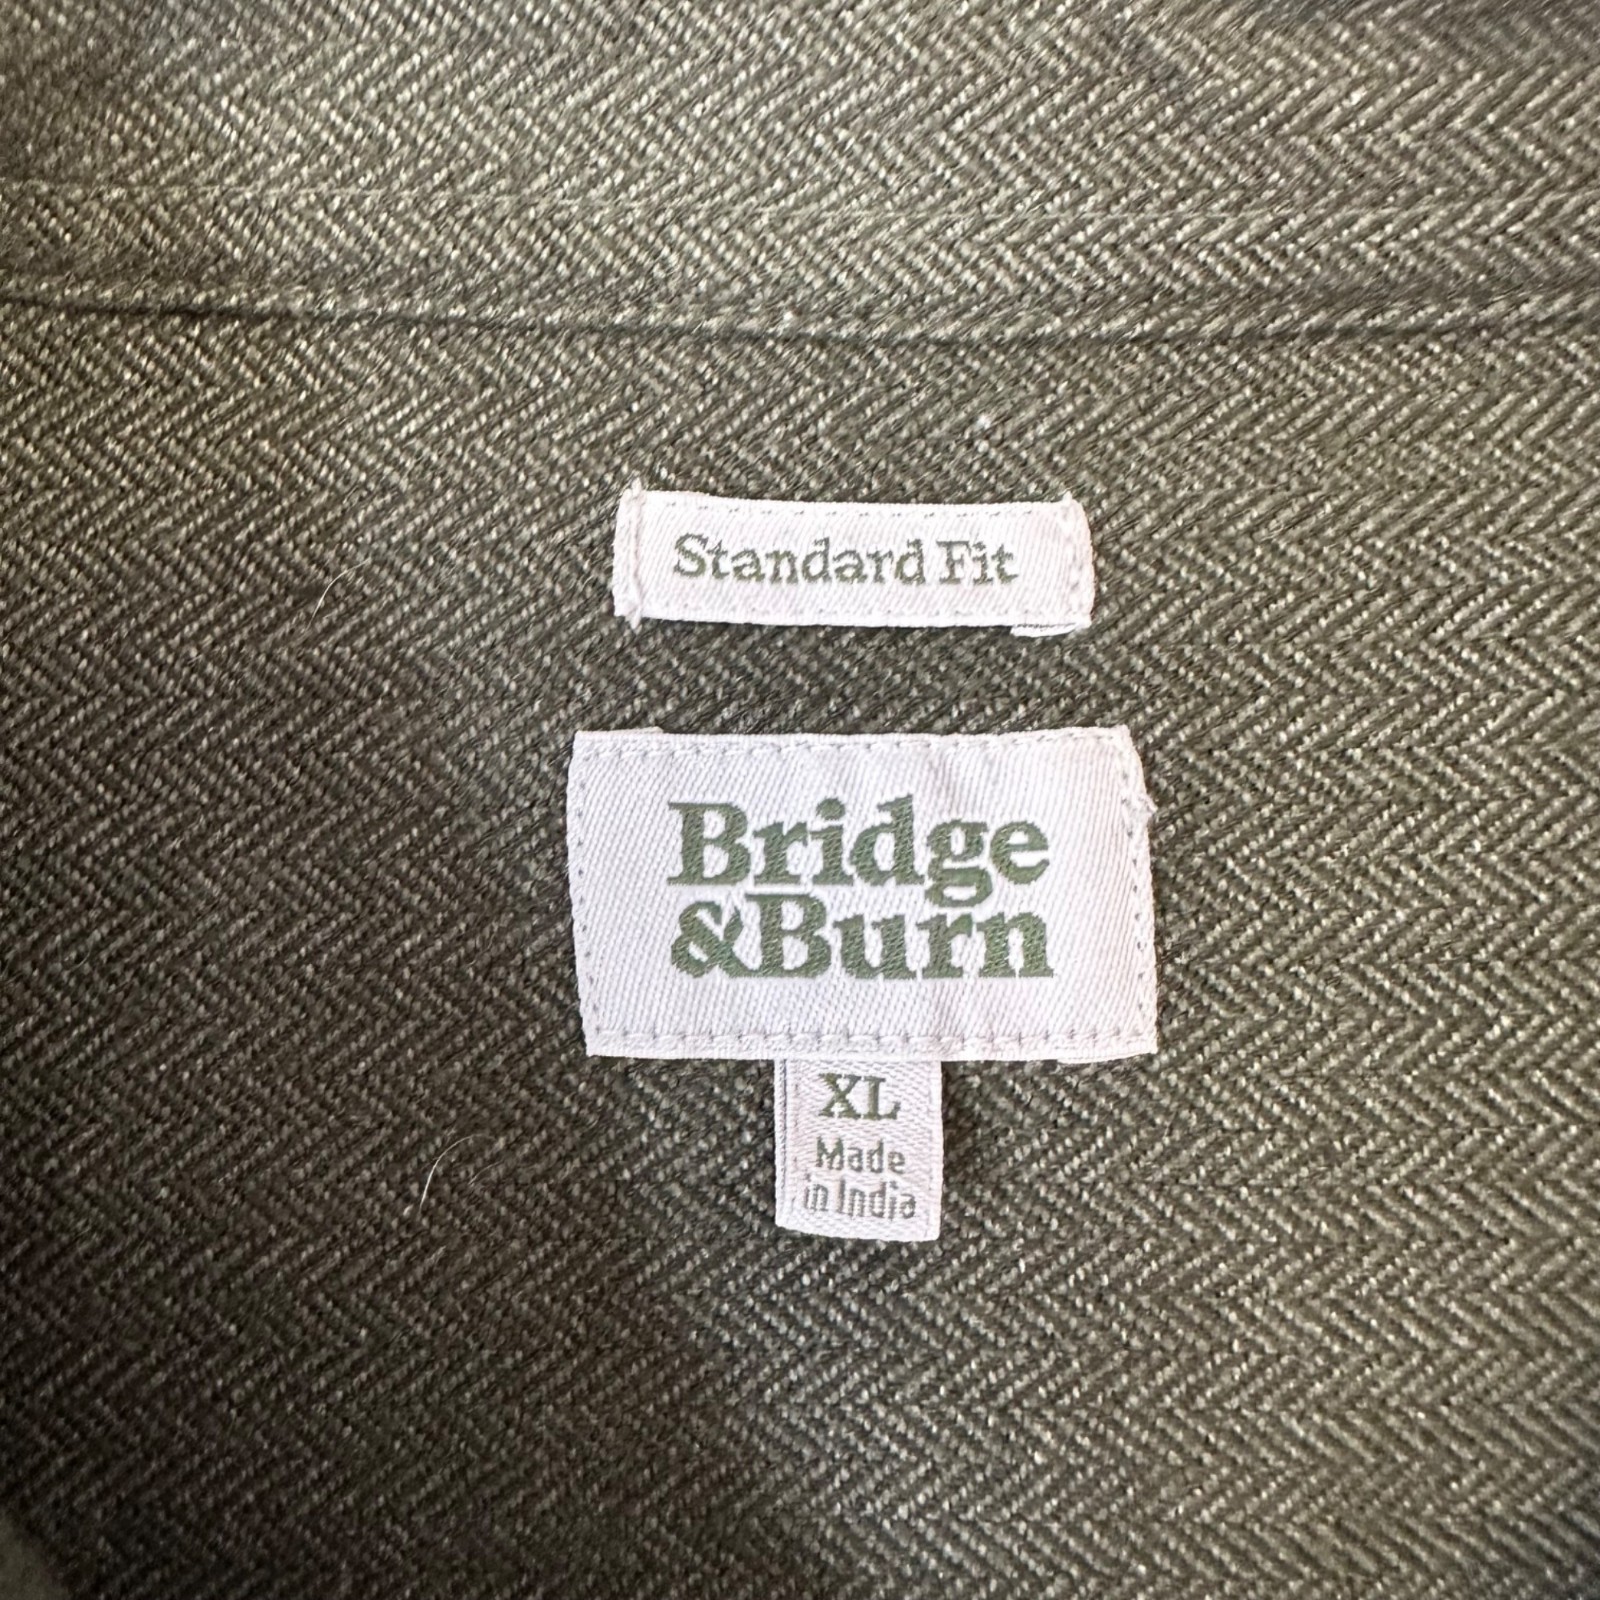 Standard Fit
Bridge
&Burn
XL
Made
in India